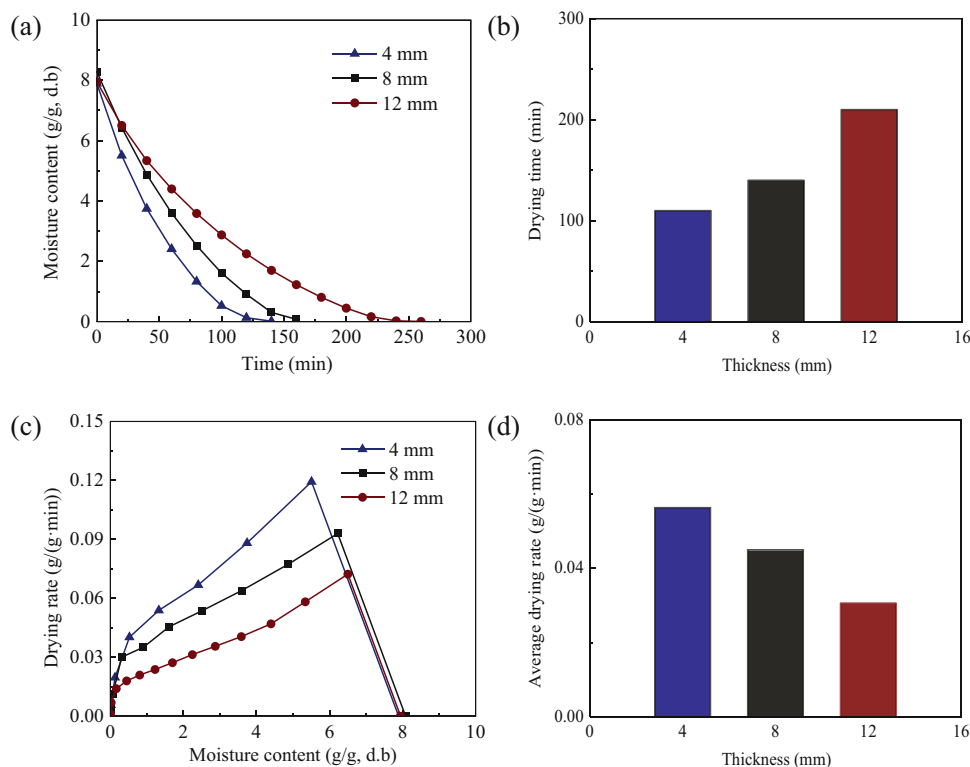 (a)
10
8
6
4
2
0
Moisture content (g/g, d.b)
4 mm
8 mm
12 mm
0 50 100 150 200 250 300
Time (min)
(b)
300
200
100
0
Drying time (min)
0 4 8 12 16
Thickness (mm)
(c)
0.15
0.12
0.09
0.06
0.03
0.00
Drying rate (g/(g·min))
4 mm
8 mm
12 mm
0 2 4 6 8 10
Moisture content (g/g, d.b)
(d)
0.08
0.04
0.00
Average drying rate (g/(g·min))
0 4 8 12 16
Thickness (mm)